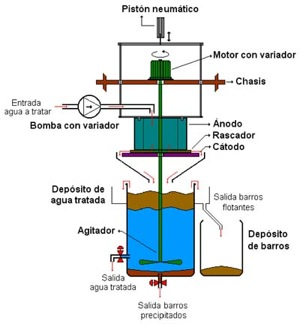 Pistón neumático
Motor con variador
Chasis
Entrada
agua a tratar
Bomba con variador
Ánodo
Rascador
Cátodo
Depósito de
agua tratada
Salida barros
flotantes
Agitador
Depósito
de barros
Salida
agua tratada
Salida barros
precipitados